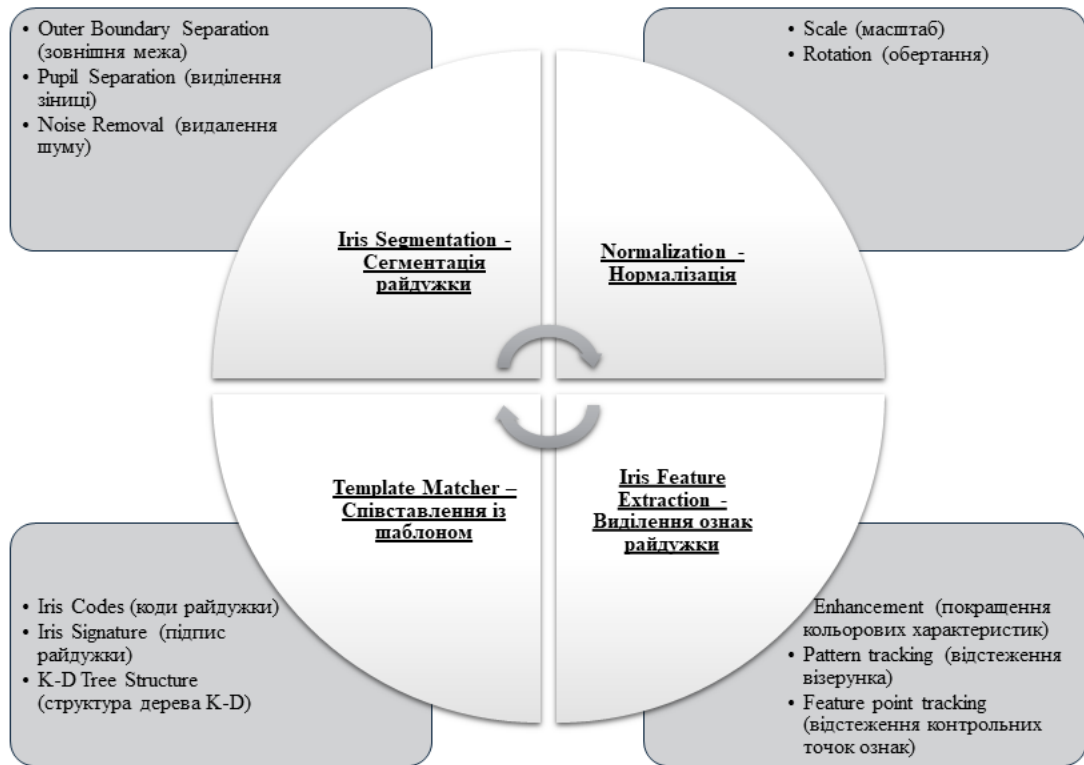 • Outer Boundary Separation
(зовнішня межа)
• Pupil Separation (виділення
зіниці)
• Noise Removal (видалення
шуму)
• Scale (масштаб)
• Rotation (обертання)
Iris Segmentation -
Сегментація
райдужки
Normalization -
Нормалізація
Template Matcher –
Співставлення із
шаблоном
Iris Feature
Extraction -
Виділення ознак
райдужки
• Iris Codes (коди райдужки)
• Iris Signature (підпис
райдужки)
• K-D Tree Structure
(структура дерева K-D)
Enhancement (покращення
кольорових характеристик)
• Pattern tracking (відстеження
візерунка)
• Feature point tracking
(відстеження контрольних
точок ознак)